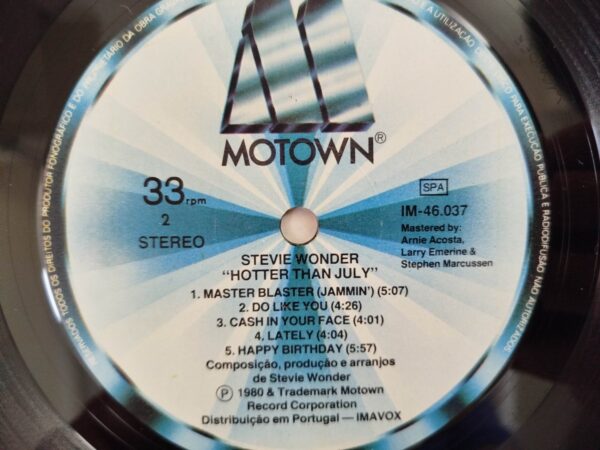 MOTOWN®
33 rpm
2
STEREO
SPA
IM-46.037
Mastered by:
Arnie Acosta,
Larry Emerine &
Stephen Marcussen
STEVIE WONDER
"HOTTER THAN JULY"
1. MASTER BLASTER (JAMMIN') (5:07)
2. DO LIKE YOU (4:26)
3. CASH IN YOUR FACE (4:01)
4. LATELY (4:04)
5. HAPPY BIRTHDAY (5:57)
Composição, produção e arranjos
de Stevie Wonder
Ⓟ 1980 & Trademark Motown
Record Corporation
Distribuição em Portugal — IMAVOX
RESERVADOS TODOS OS DIREITOS DO PRODUTOR FONOGRÁFICO E DO PROPRIETÁRIO DA OBRA
A UTILIZAÇÃO
PARA EXECUÇÃO PÚBLICA E RADIODIFUSÃO NÃO AUTORIZADOS